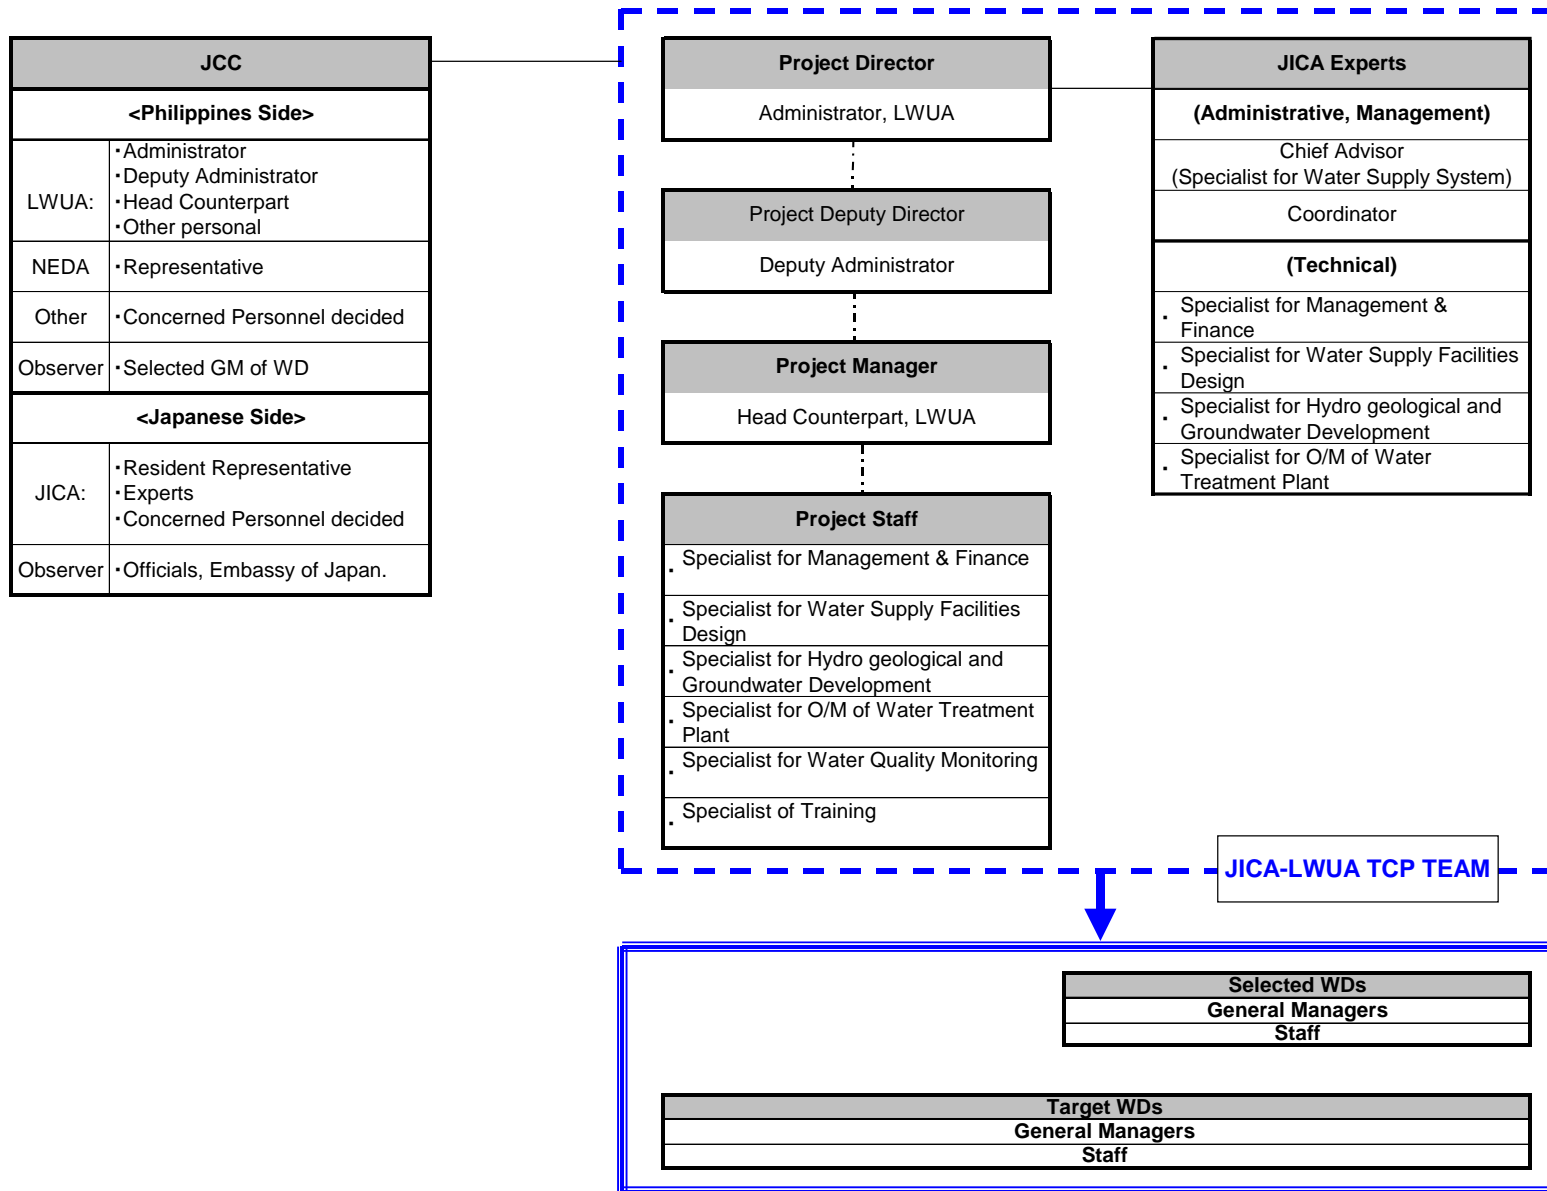 JCC
<Philippines Side>
LWUA:
・Administrator
・Deputy Administrator
・Head Counterpart
・Other personal
NEDA
・Representative
Other
・Concerned Personnel decided
Observer
・Selected GM of WD
<Japanese Side>
JICA:
・Resident Representative
・Experts
・Concerned Personnel decided
Observer
・Officials, Embassy of Japan.
Project Director
Administrator, LWUA
Project Deputy Director
Deputy Administrator
Project Manager
Head Counterpart, LWUA
Project Staff
・Specialist for Management & Finance
・Specialist for Water Supply Facilities
Design
・Specialist for Hydro geological and
Groundwater Development
・Specialist for O/M of Water Treatment
Plant
・Specialist for Water Quality Monitoring
・Specialist of Training
JICA Experts
(Administrative, Management)
Chief Advisor
(Specialist for Water Supply System)
Coordinator
(Technical)
・Specialist for Management &
Finance
・Specialist for Water Supply Facilities
Design
・Specialist for Hydro geological and
Groundwater Development
・Specialist for O/M of Water
Treatment Plant
JICA-LWUA TCP TEAM
Selected WDs
General Managers
Staff
Target WDs
General Managers
Staff